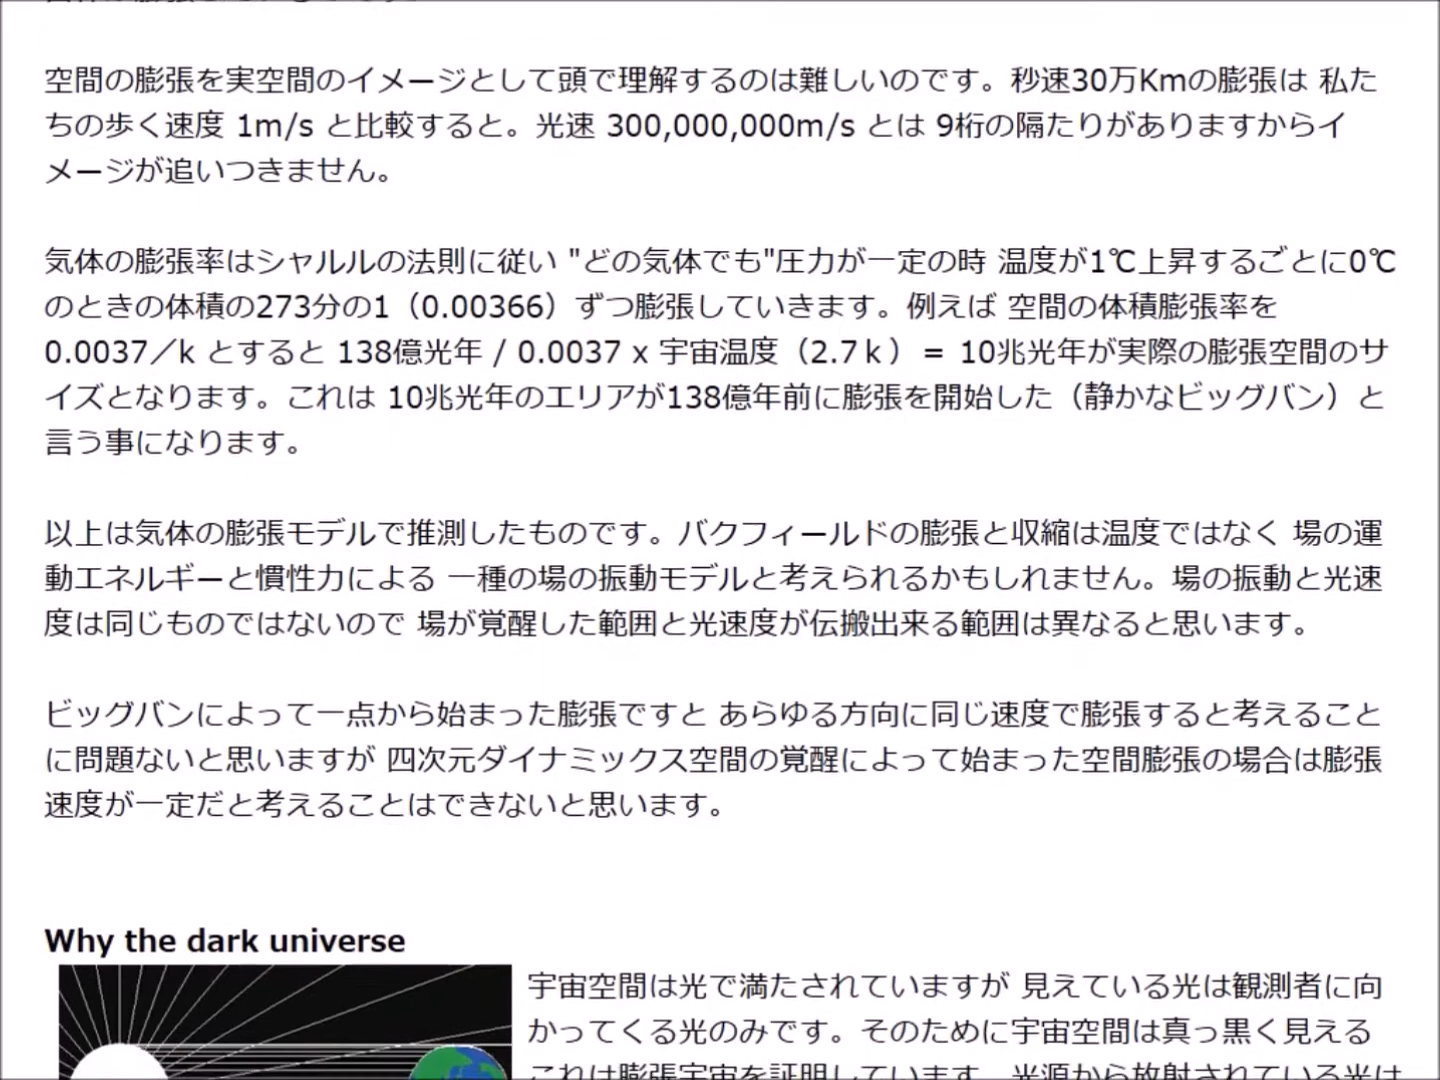 空間の膨張を実空間のイメージとして頭で理解するのは難しいのです。秒速30万Kmの膨張は 私た
ちの歩く速度 1m/s と比較すると。光速 300,000,000m/s とは 9桁の隔たりがありますからイ
メージが追いつきません。
気体の膨張率はシャルルの法則に従い "どの気体でも"圧力が一定の時 温度が1℃上昇するごとに0℃
のときの体積の273分の1（0.00366）ずつ膨張していきます。例えば 空間の体積膨張率を
0.0037／k とすると 138億光年 / 0.0037 x 宇宙温度（2.7ｋ）＝ 10兆光年が実際の膨張空間のサ
イズとなります。これは 10兆光年のエリアが138億年前に膨張を開始した（静かなビッグバン）と
言う事になります。
以上は気体の膨張モデルで推測したものです。バクフィールドの膨張と収縮は温度ではなく 場の運
動エネルギーと慣性力による 一種の場の振動モデルと考えられるかもしれません。場の振動と光速
度は同じものではないので 場が覚醒した範囲と光速度が伝搬出来る範囲は異なると思います。
ビッグバンによって一点から始まった膨張ですと あらゆる方向に同じ速度で膨張すると考えること
に問題ないと思いますが 四次元ダイナミックス空間の覚醒によって始まった空間膨張の場合は膨張
速度が一定だと考えることはできないと思います。
Why the dark universe
宇宙空間は光で満たされていますが 見えている光は観測者に向
かってくる光のみです。そのために宇宙空間は真っ黒く見える
これは膨張宇宙を証明しています。光源から放射されている光は